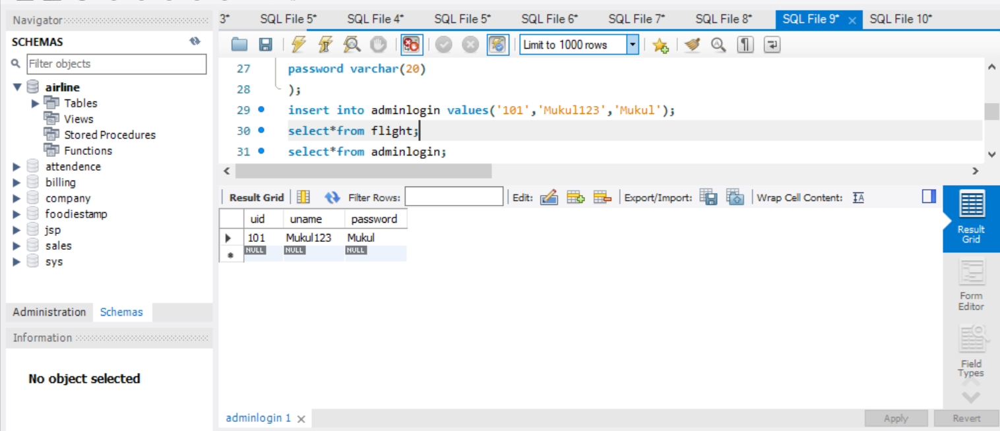 Navigator
3* SQL File 5* SQL File 4* SQL File 5* SQL File 6* SQL File 7* SQL File 8* SQL File 9* × SQL File 10*
SCHEMAS
Limit to 1000 rows
Filter objects
airline
Tables
Views
Stored Procedures
Functions
attendence
billing
company
foodiestamp
jsp
sales
sys
27 password varchar(20)
28 );
29 insert into adminlogin values('101','Mukul123','Mukul');
30 select*from flight;
31 select*from adminlogin;
Result Grid Filter Rows: Edit: Export/Import: Wrap Cell Content: IA
uid uname password
101 Mukul123 Mukul
NULL NULL NULL
Result
Grid
Form
Editor
Field
Types
Administration Schemas
Information
No object selected
adminlogin 1 ×
Apply Revert